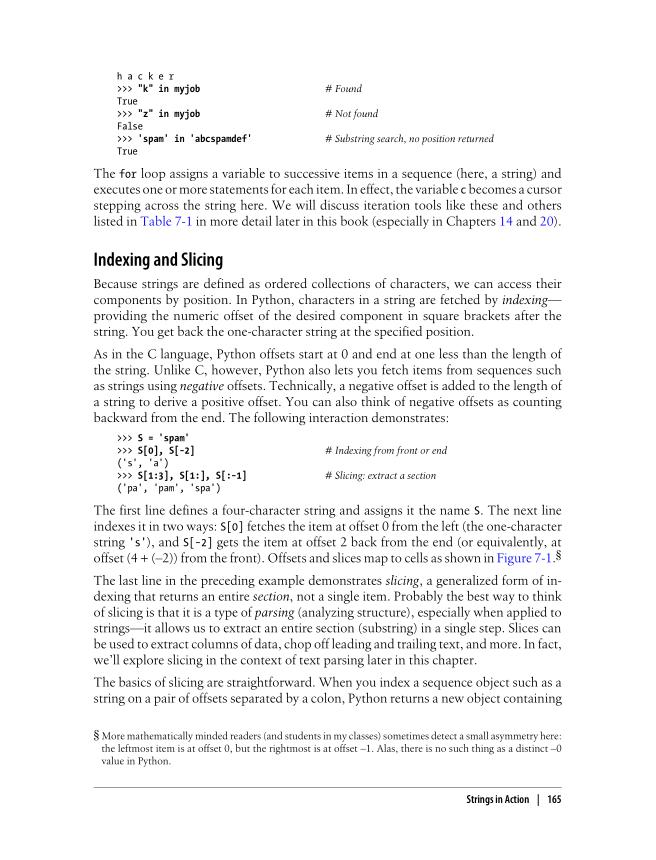 h a c k e r
>>> "k" in myjob # Found
True
>>> "z" in myjob # Not found
False
>>> 'spam' in 'abcspamdef' # Substring search, no position returned
True
The for loop assigns a variable to successive items in a sequence (here, a string) and
executes one or more statements for each item. In effect, the variable c becomes a cursor
stepping across the string here. We will discuss iteration tools like these and others
listed in Table 7-1 in more detail later in this book (especially in Chapters 14 and 20).
Indexing and Slicing
Because strings are defined as ordered collections of characters, we can access their
components by position. In Python, characters in a string are fetched by indexing—
providing the numeric offset of the desired component in square brackets after the
string. You get back the one-character string at the specified position.
As in the C language, Python offsets start at 0 and end at one less than the length of
the string. Unlike C, however, Python also lets you fetch items from sequences such
as strings using negative offsets. Technically, a negative offset is added to the length of
a string to derive a positive offset. You can also think of negative offsets as counting
backward from the end. The following interaction demonstrates:
>>> S = 'spam'
>>> S[0], S[-2] # Indexing from front or end
('s', 'a')
>>> S[1:3], S[1:], S[:-1] # Slicing: extract a section
('pa', 'pam', 'spa')
The first line defines a four-character string and assigns it the name S. The next line
indexes it in two ways: S[0] fetches the item at offset 0 from the left (the one-character
string 's'), and S[-2] gets the item at offset 2 back from the end (or equivalently, at
offset (4 + (–2)) from the front). Offsets and slices map to cells as shown in Figure 7-1.§
The last line in the preceding example demonstrates slicing, a generalized form of in-
dexing that returns an entire section, not a single item. Probably the best way to think
of slicing is that it is a type of parsing (analyzing structure), especially when applied to
strings—it allows us to extract an entire section (substring) in a single step. Slices can
be used to extract columns of data, chop off leading and trailing text, and more. In fact,
we'll explore slicing in the context of text parsing later in this chapter.
The basics of slicing are straightforward. When you index a sequence object such as a
string on a pair of offsets separated by a colon, Python returns a new object containing
§ More mathematically minded readers (and students in my classes) sometimes detect a small asymmetry here:
the leftmost item is at offset 0, but the rightmost is at offset –1. Alas, there is no such thing as a distinct –0
value in Python.
Strings in Action | 165